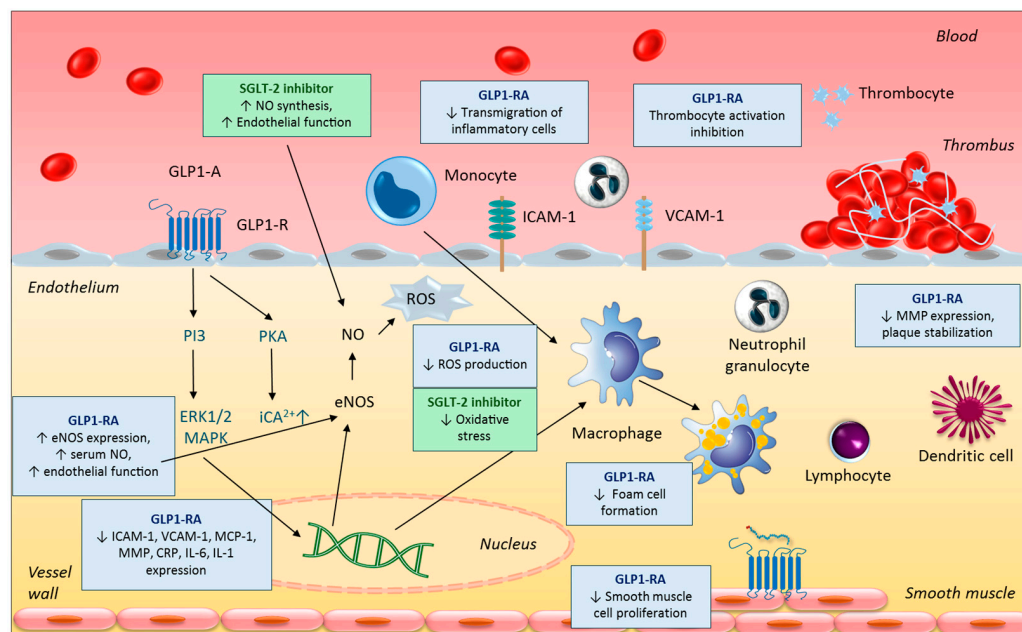 Blood
SGLT-2 inhibitor
↑ NO synthesis,
↑ Endothelial function
GLP1-RA
↓ Transmigration of
inflammatory cells
GLP1-RA
Thrombocyte activation
inhibition
Thrombocyte
Thrombus
GLP1-A
GLP1-R
Monocyte
ICAM-1
VCAM-1
Endothelium
ROS
GLP1-RA
↓ MMP expression,
plaque stabilization
PI3
PKA
NO
GLP1-RA
↓ ROS production
Neutrophil
granulocyte
SGLT-2 inhibitor
↓ Oxidative
stress
ERK1/2
MAPK
iCA²⁺↑
eNOS
GLP1-RA
↑ eNOS expression,
↑ serum NO,
↑ endothelial function
Macrophage
Lymphocyte
Dendritic cell
GLP1-RA
↓ Foam cell
formation
GLP1-RA
↓ ICAM-1, VCAM-1, MCP-1,
MMP, CRP, IL-6, IL-1
expression
Nucleus
Vessel
wall
GLP1-RA
↓ Smooth muscle
cell proliferation
Smooth muscle